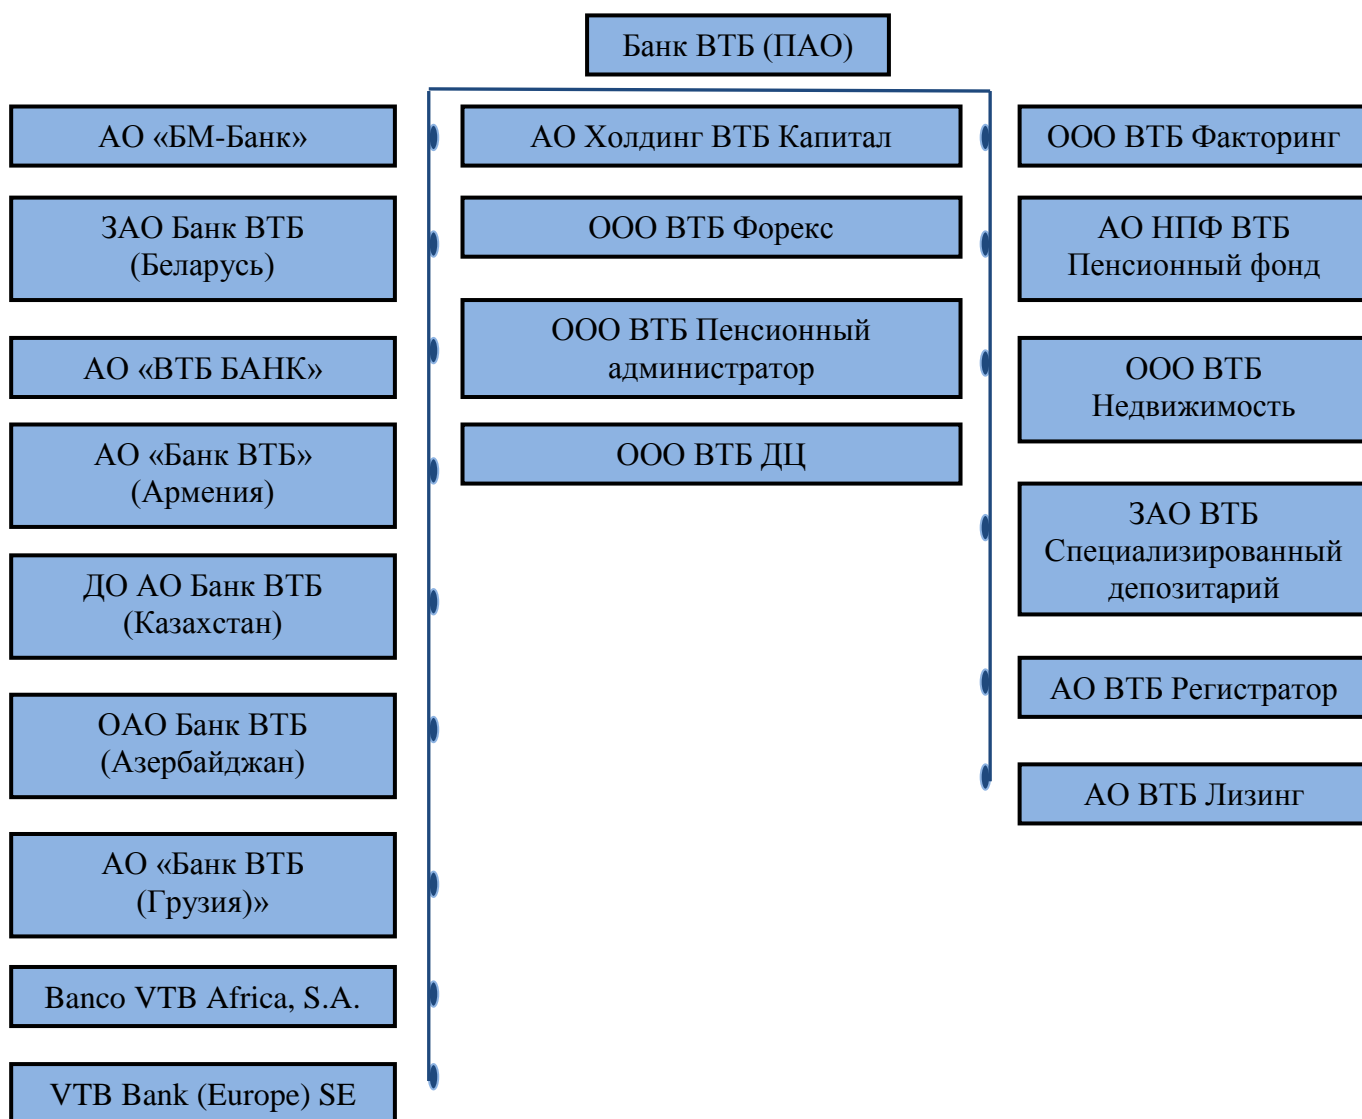 Банк ВТБ (ПАО)
АО «БМ-Банк»
ЗАО Банк ВТБ
(Беларусь)
АО «ВТБ БАНК»
АО «Банк ВТБ»
(Армения)
ДО АО Банк ВТБ
(Казахстан)
ОАО Банк ВТБ
(Азербайджан)
АО «Банк ВТБ
(Грузия)»
Banco VTB Africa, S.A.
VTB Bank (Europe) SE
АО Холдинг ВТБ Капитал
ООО ВТБ Форекс
ООО ВТБ Пенсионный
администратор
ООО ВТБ ДЦ
ООО ВТБ Факторинг
АО НПФ ВТБ
Пенсионный фонд
ООО ВТБ
Недвижимость
ЗАО ВТБ
Специализированный
депозитарий
АО ВТБ Регистратор
АО ВТБ Лизинг